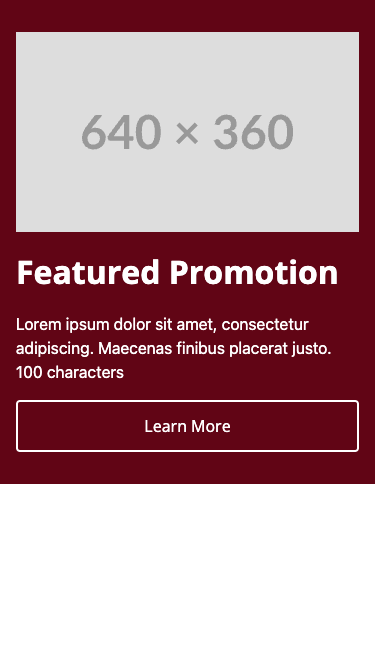 640 × 360
Featured Promotion
Lorem ipsum dolor sit amet, consectetur
adipiscing. Maecenas finibus placerat justo.
100 characters
Learn More